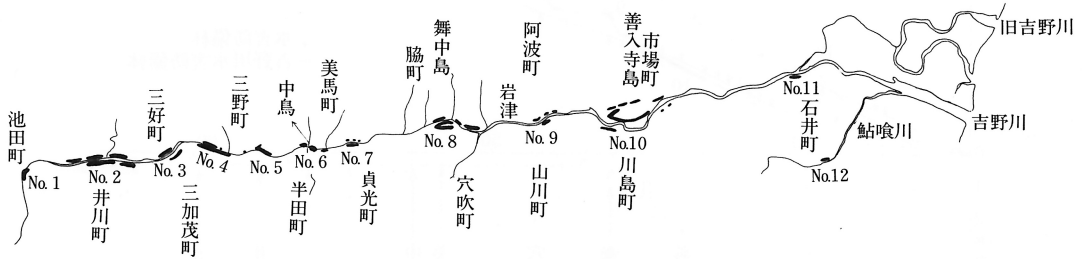 池田町
No.1
No.2
井川町
三好町
No.3
三加茂町
三野町
No.4
No.5
中鳥
美馬町
No.6
半田町
No.7
貞光町
脇町
舞中島
No.8
穴吹町
岩津
阿波町
No.9
山川町
善入寺島
市場町
No.10
川島町
No.11
石井町
鮎喰川
No.12
旧吉野川
吉野川